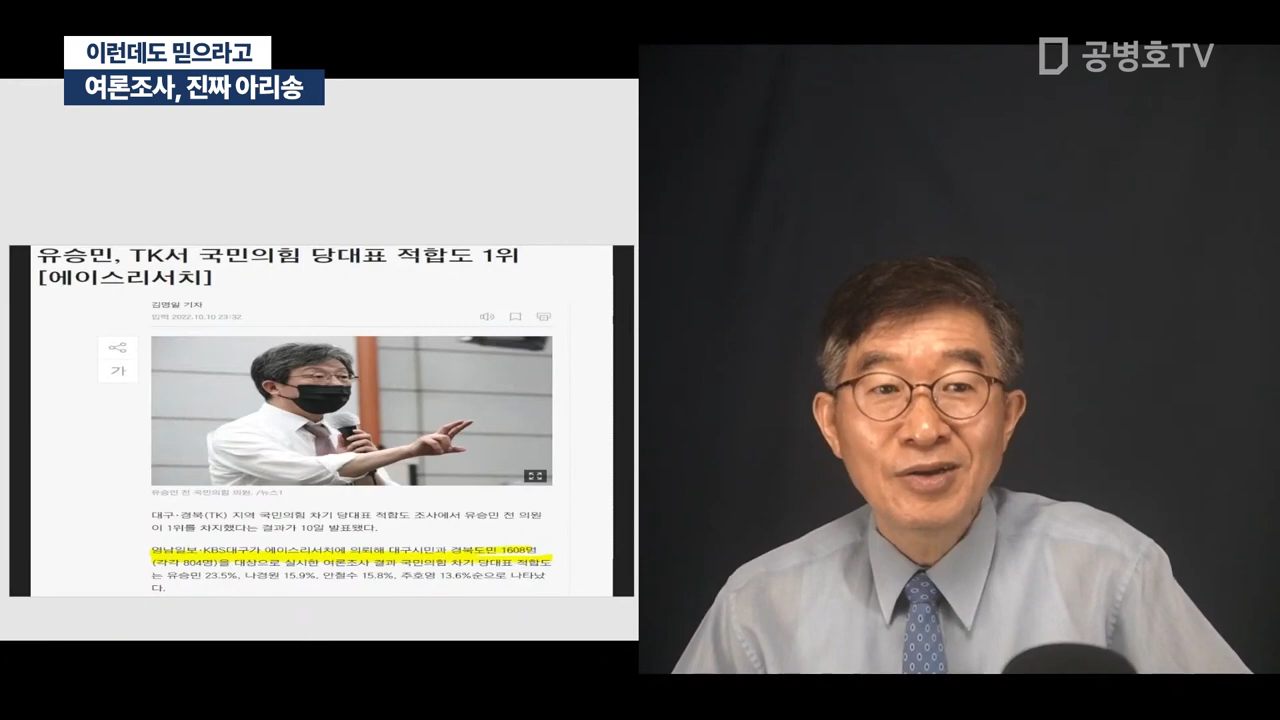 이런데도 믿으라고
여론조사, 진짜 아리송
공병호TV
유승민, TK서 국민의힘 당대표 적합도 1위
[에이스리서치]
김명일 기자
입력 2022.10.10 23:32
가
유승민 전 국민의힘 의원. /뉴스1
대구·경북(TK) 지역 국민의힘 차기 당대표 적합도 조사에서 유승민 전 의원
이 1위를 차지했다는 결과가 10일 발표됐다.
영남일보·KBS대구가 에이스리서치에 의뢰해 대구시민과 경북도민 1608명
(각각 804명)을 대상으로 실시한 여론조사 결과 국민의힘 차기 당대표 적합도
는 유승민 23.5%, 나경원 15.9%, 안철수 15.8%, 주호영 13.6%순으로 나타났
다.